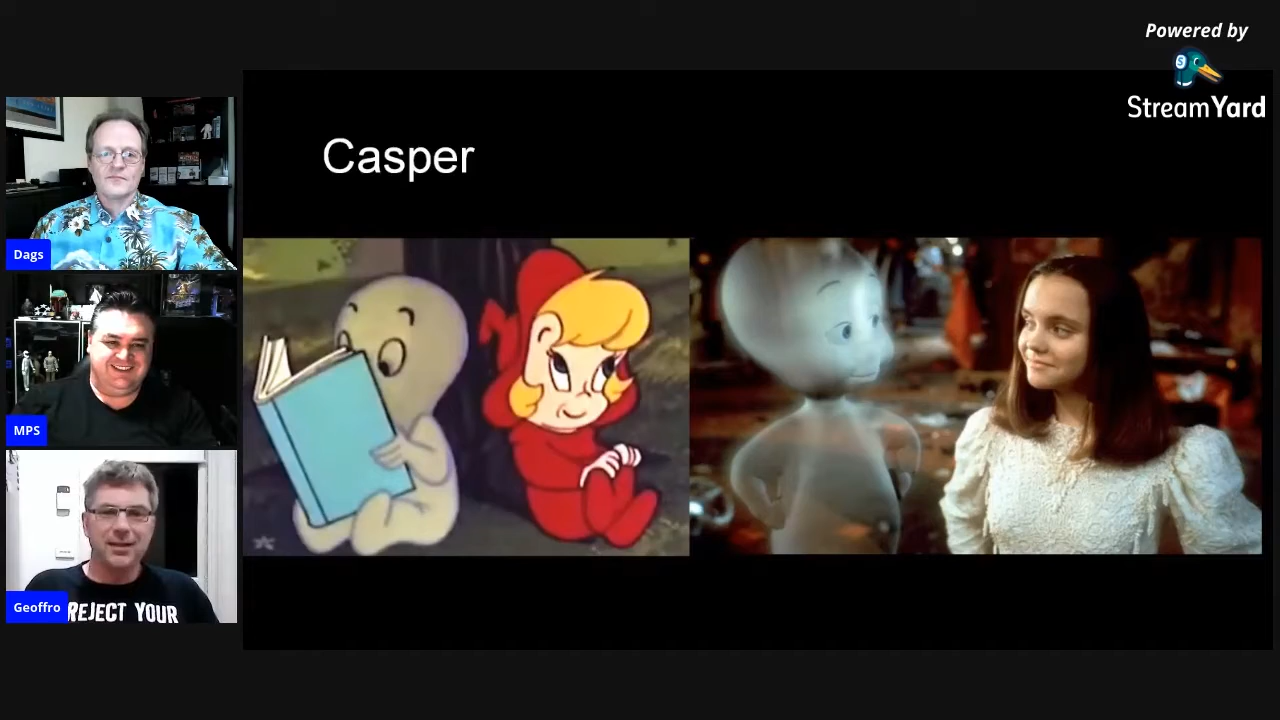 Powered by
StreamYard
Casper
Dags
MPS
Geoffro
REJECT YOUR